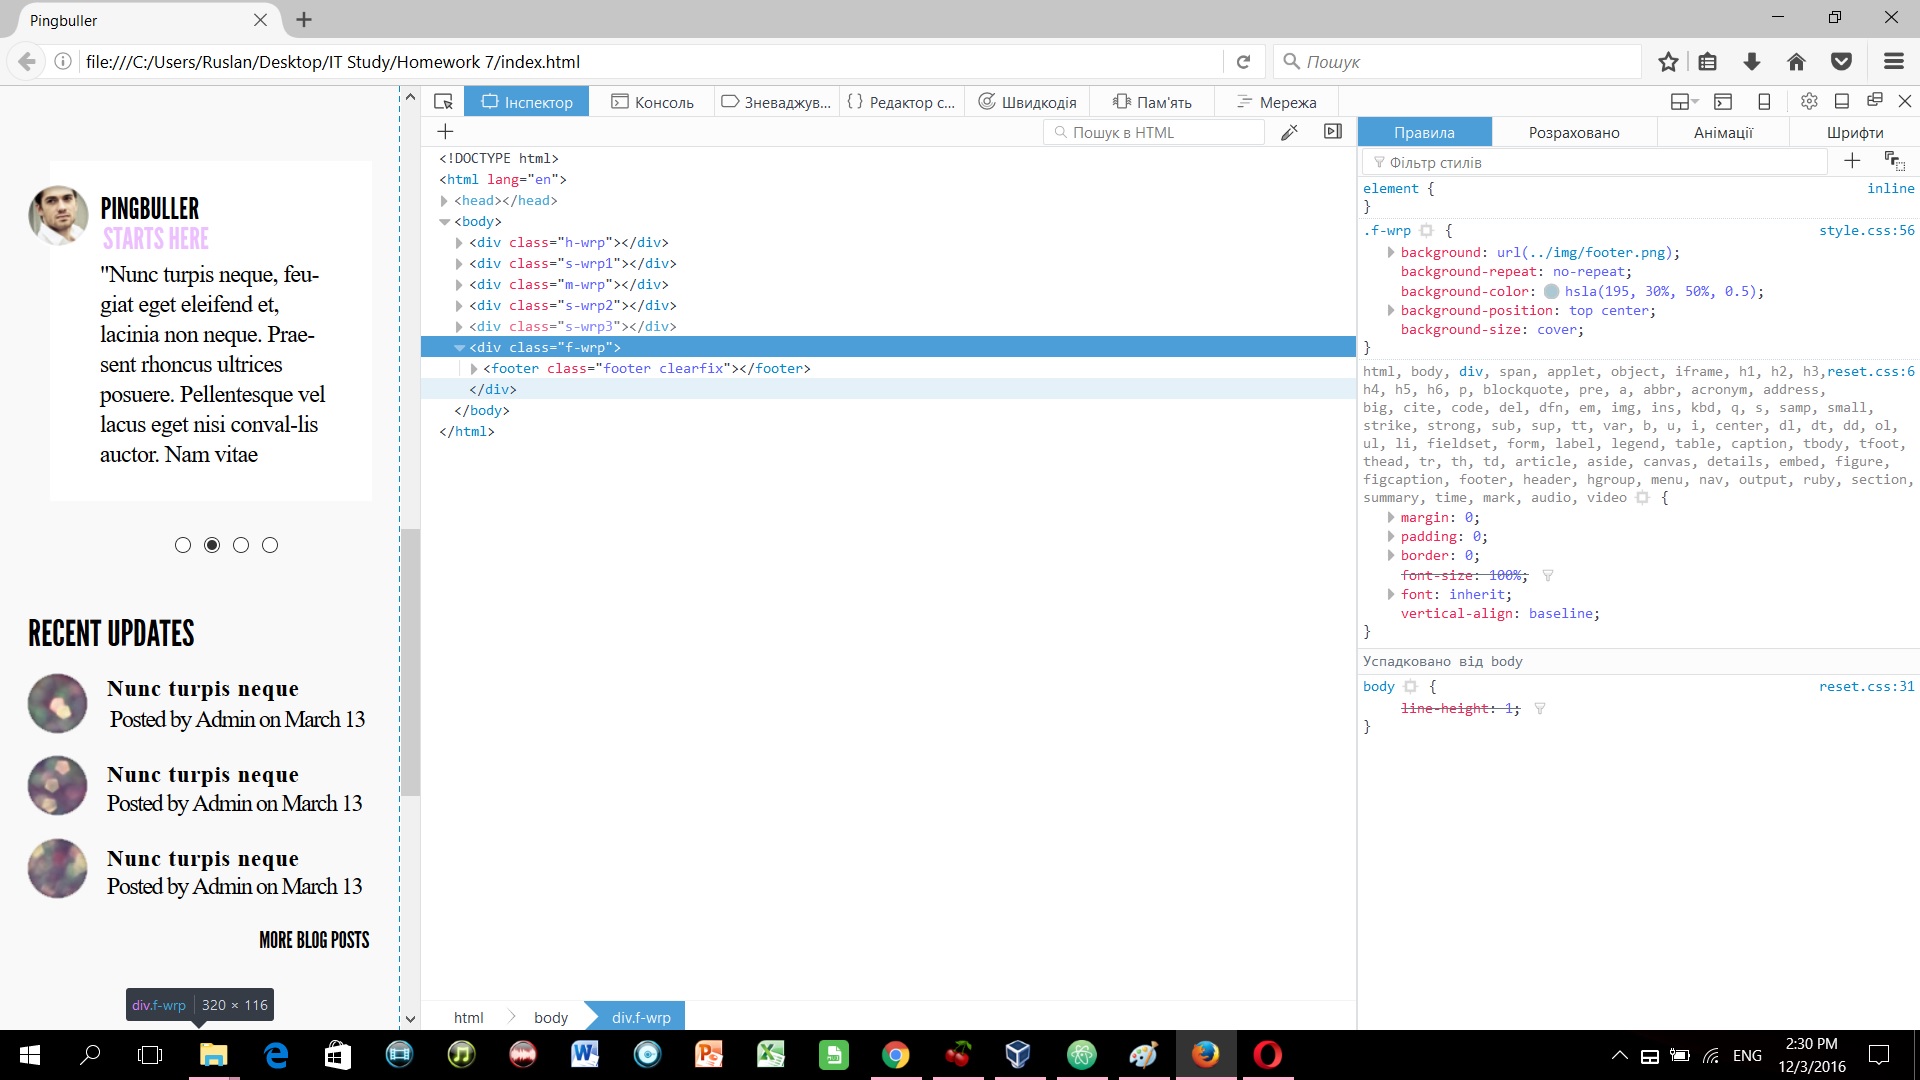 Pingbuller
file:///C:/Users/Ruslan/Desktop/IT Study/Homework 7/index.html
Пошук
PINGBULLER
STARTS HERE
"Nunc turpis neque, feu-
giat eget eleifend et,
lacinia non neque. Prae-
sent rhoncus ultrices
posuere. Pellentesque vel
lacus eget nisi conval-lis
auctor. Nam vitae
RECENT UPDATES
Nunc turpis neque
Posted by Admin on March 13
Nunc turpis neque
Posted by Admin on March 13
Nunc turpis neque
Posted by Admin on March 13
MORE BLOG POSTS
div.f-wrp 320 × 116
Інспектор Консоль Зневаджув... Редактор с... Швидкодія Пам'ять Мережа
Пошук в HTML
<!DOCTYPE html>
<html lang="en">
<head></head>
<body>
<div class="h-wrp"></div>
<div class="s-wrp1"></div>
<div class="m-wrp"></div>
<div class="s-wrp2"></div>
<div class="s-wrp3"></div>
<div class="f-wrp">
<footer class="footer clearfix"></footer>
</div>
</body>
</html>
html body div.f-wrp
Правила Розраховано Анімації Шрифти
Фільтр стилів
element { inline
}
.f-wrp { style.css:56
background: url(../img/footer.png);
background-repeat: no-repeat;
background-color: hsla(195, 30%, 50%, 0.5);
background-position: top center;
background-size: cover;
}
html, body, div, span, applet, object, iframe, h1, h2, h3, reset.css:6
h4, h5, h6, p, blockquote, pre, a, abbr, acronym, address,
big, cite, code, del, dfn, em, img, ins, kbd, q, s, samp, small,
strike, strong, sub, sup, tt, var, b, u, i, center, dl, dt, dd, ol,
ul, li, fieldset, form, label, legend, table, caption, tbody, tfoot,
thead, tr, th, td, article, aside, canvas, details, embed, figure,
figcaption, footer, header, hgroup, menu, nav, output, ruby, section,
summary, time, mark, audio, video {
margin: 0;
padding: 0;
border: 0;
font-size: 100%;
font: inherit;
vertical-align: baseline;
}
Успадковано від body
body { reset.css:31
line-height: 1;
}
ENG
2:30 PM
12/3/2016